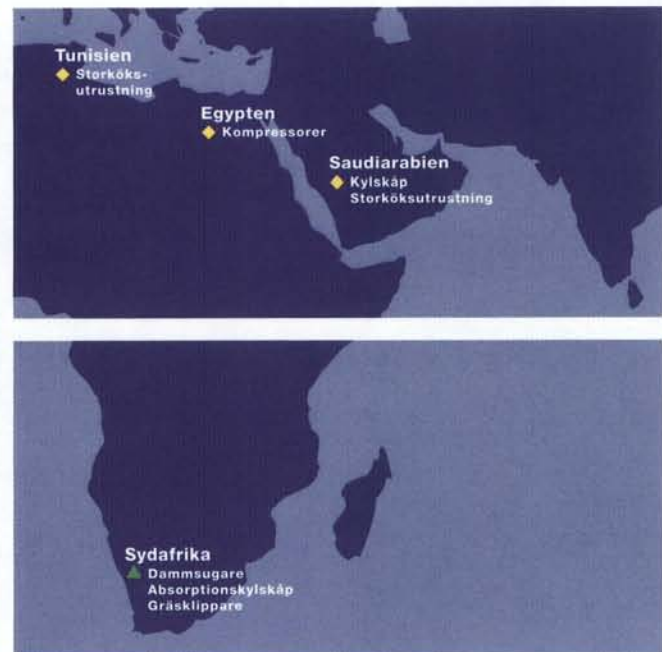 Tunisien
Storköks-
utrustning
Egypten
Kompressorer
Saudiarabien
Kylskåp
Storköksutrustning
Sydafrika
Dammsugare
Absorptionskylskåp
Gräsklippare